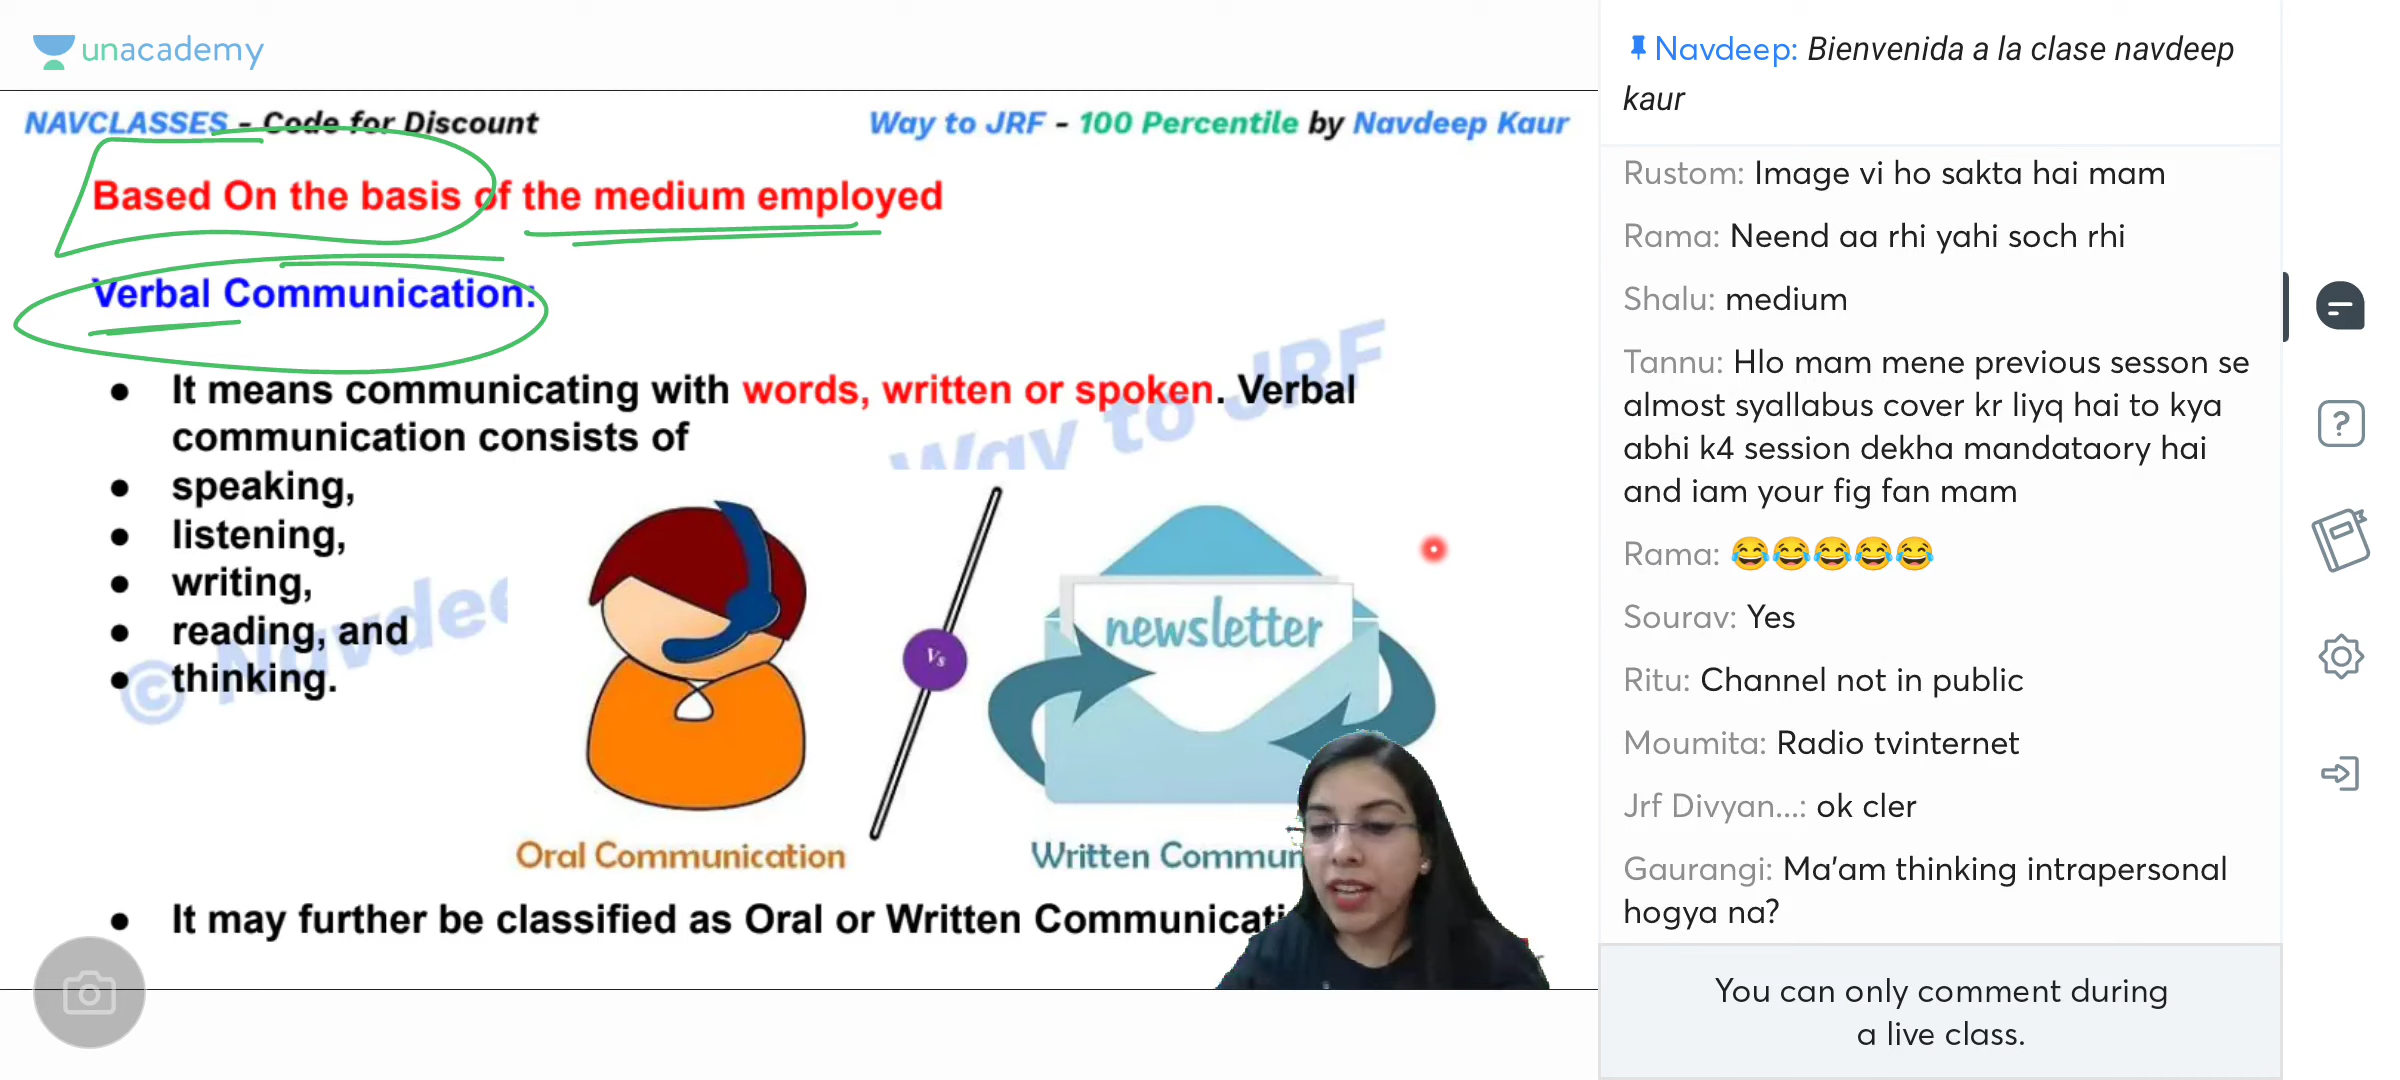 unacademy
NAVCLASSES - Code for Discount
Way to JRF - 100 Percentile by Navdeep Kaur
Based On the basis of the medium employed
Verbal Communication:
● It means communicating with words, written or spoken. Verbal
communication consists of
● speaking,
● listening,
● writing,
● reading, and
● thinking.
Way to JRF
©
newsletter
Vs
Oral Communication
Written
● It may further be classified as Oral or Written
Navdeep: Bienvenida a la clase navdeep
kaur
Rustom: Image vi ho sakta hai mam
Rama: Neend aa rhi yahi soch rhi
Shalu: medium
Tannu: Hlo mam mene previous sesson se
almost syallabus cover kr liyq hai to kya
abhi k4 session dekha mandataory hai
and iam your fig fan mam
Rama: 😂😂😂😂😂
Sourav: Yes
Ritu: Channel not in public
Moumita: Radio tvinternet
Jrf Divyan...: ok cler
Gaurangi: Ma'am thinking intrapersonal
hogya na?
You can only comment during
a live class.